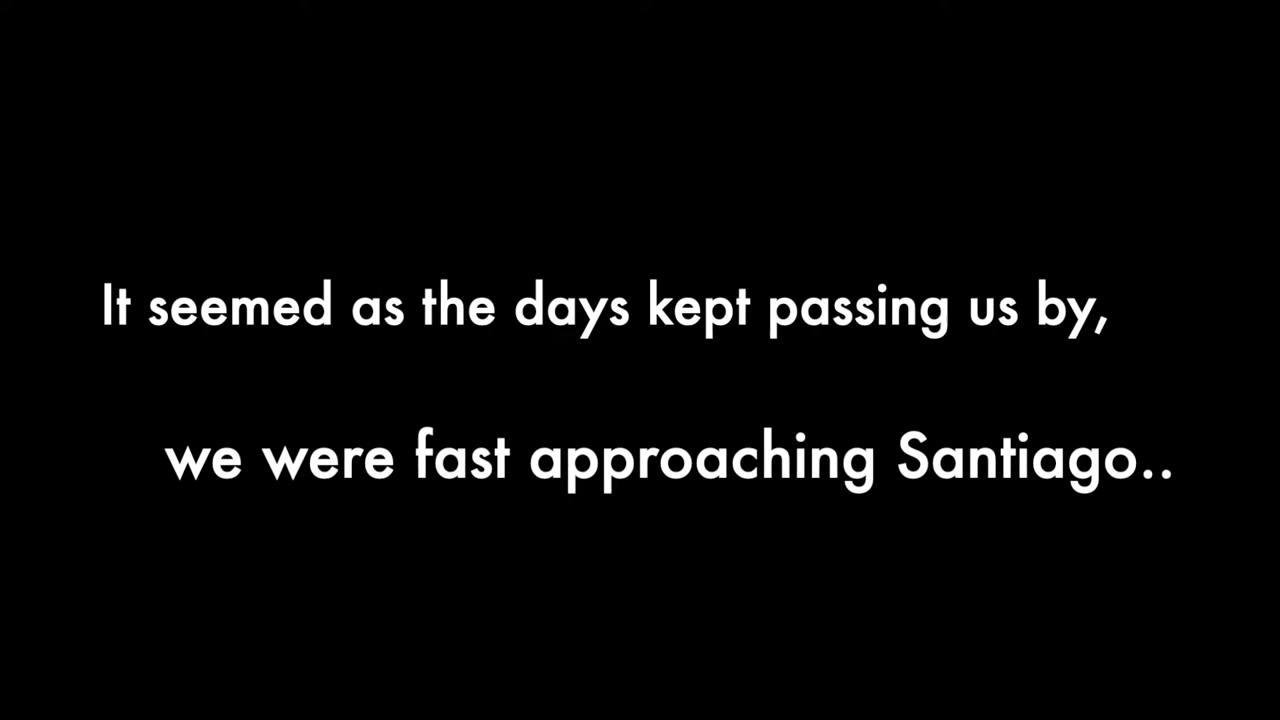 It seemed as the days kept passing us by,
we were fast approaching Santiago..